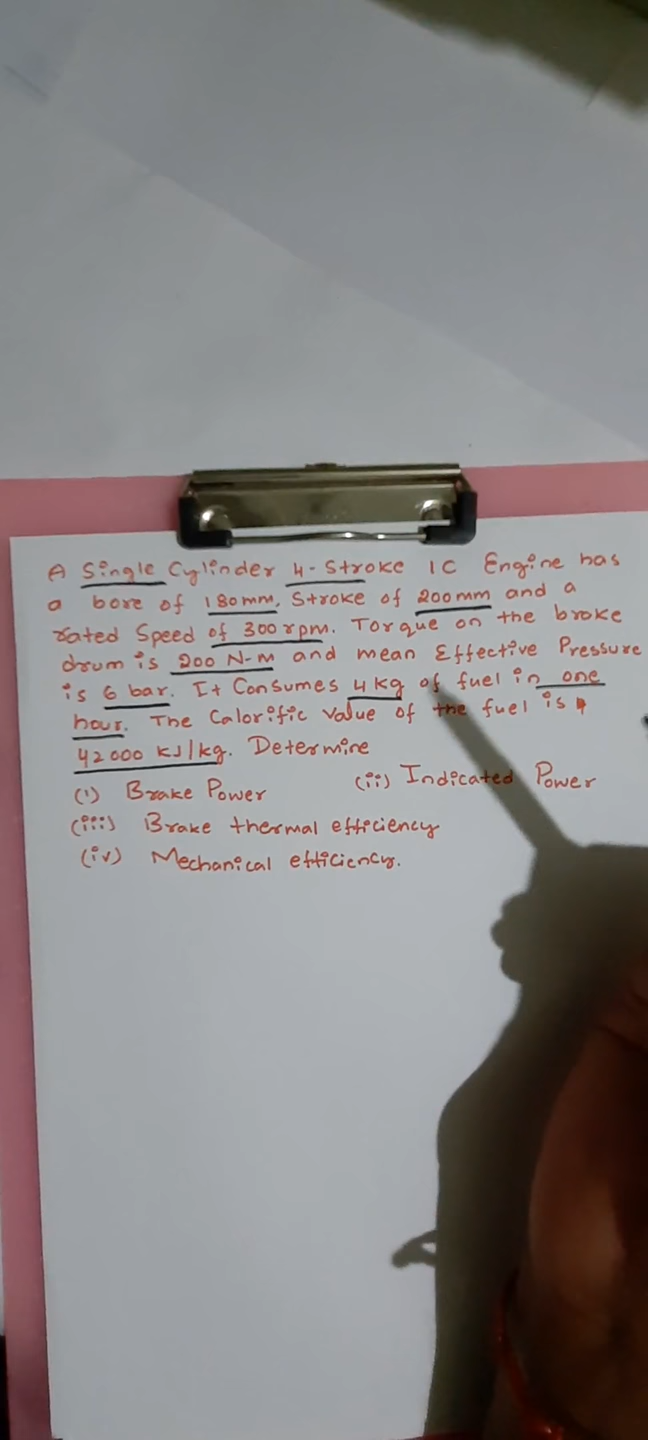 A Single Cylinder 4-Stroke IC Engine has
a bore of 180mm, Stroke of 200mm and a
rated Speed of 300rpm. Torque on the brake
drum is 200 N-m and mean Effective Pressure
is 6 bar. It Consumes 4 kg of fuel in one
hour. The Calorific value of the fuel is
42000 kJ/kg. Determine
(i) Brake Power (ii) Indicated Power
(iii) Brake thermal efficiency
(iv) Mechanical efficiency.